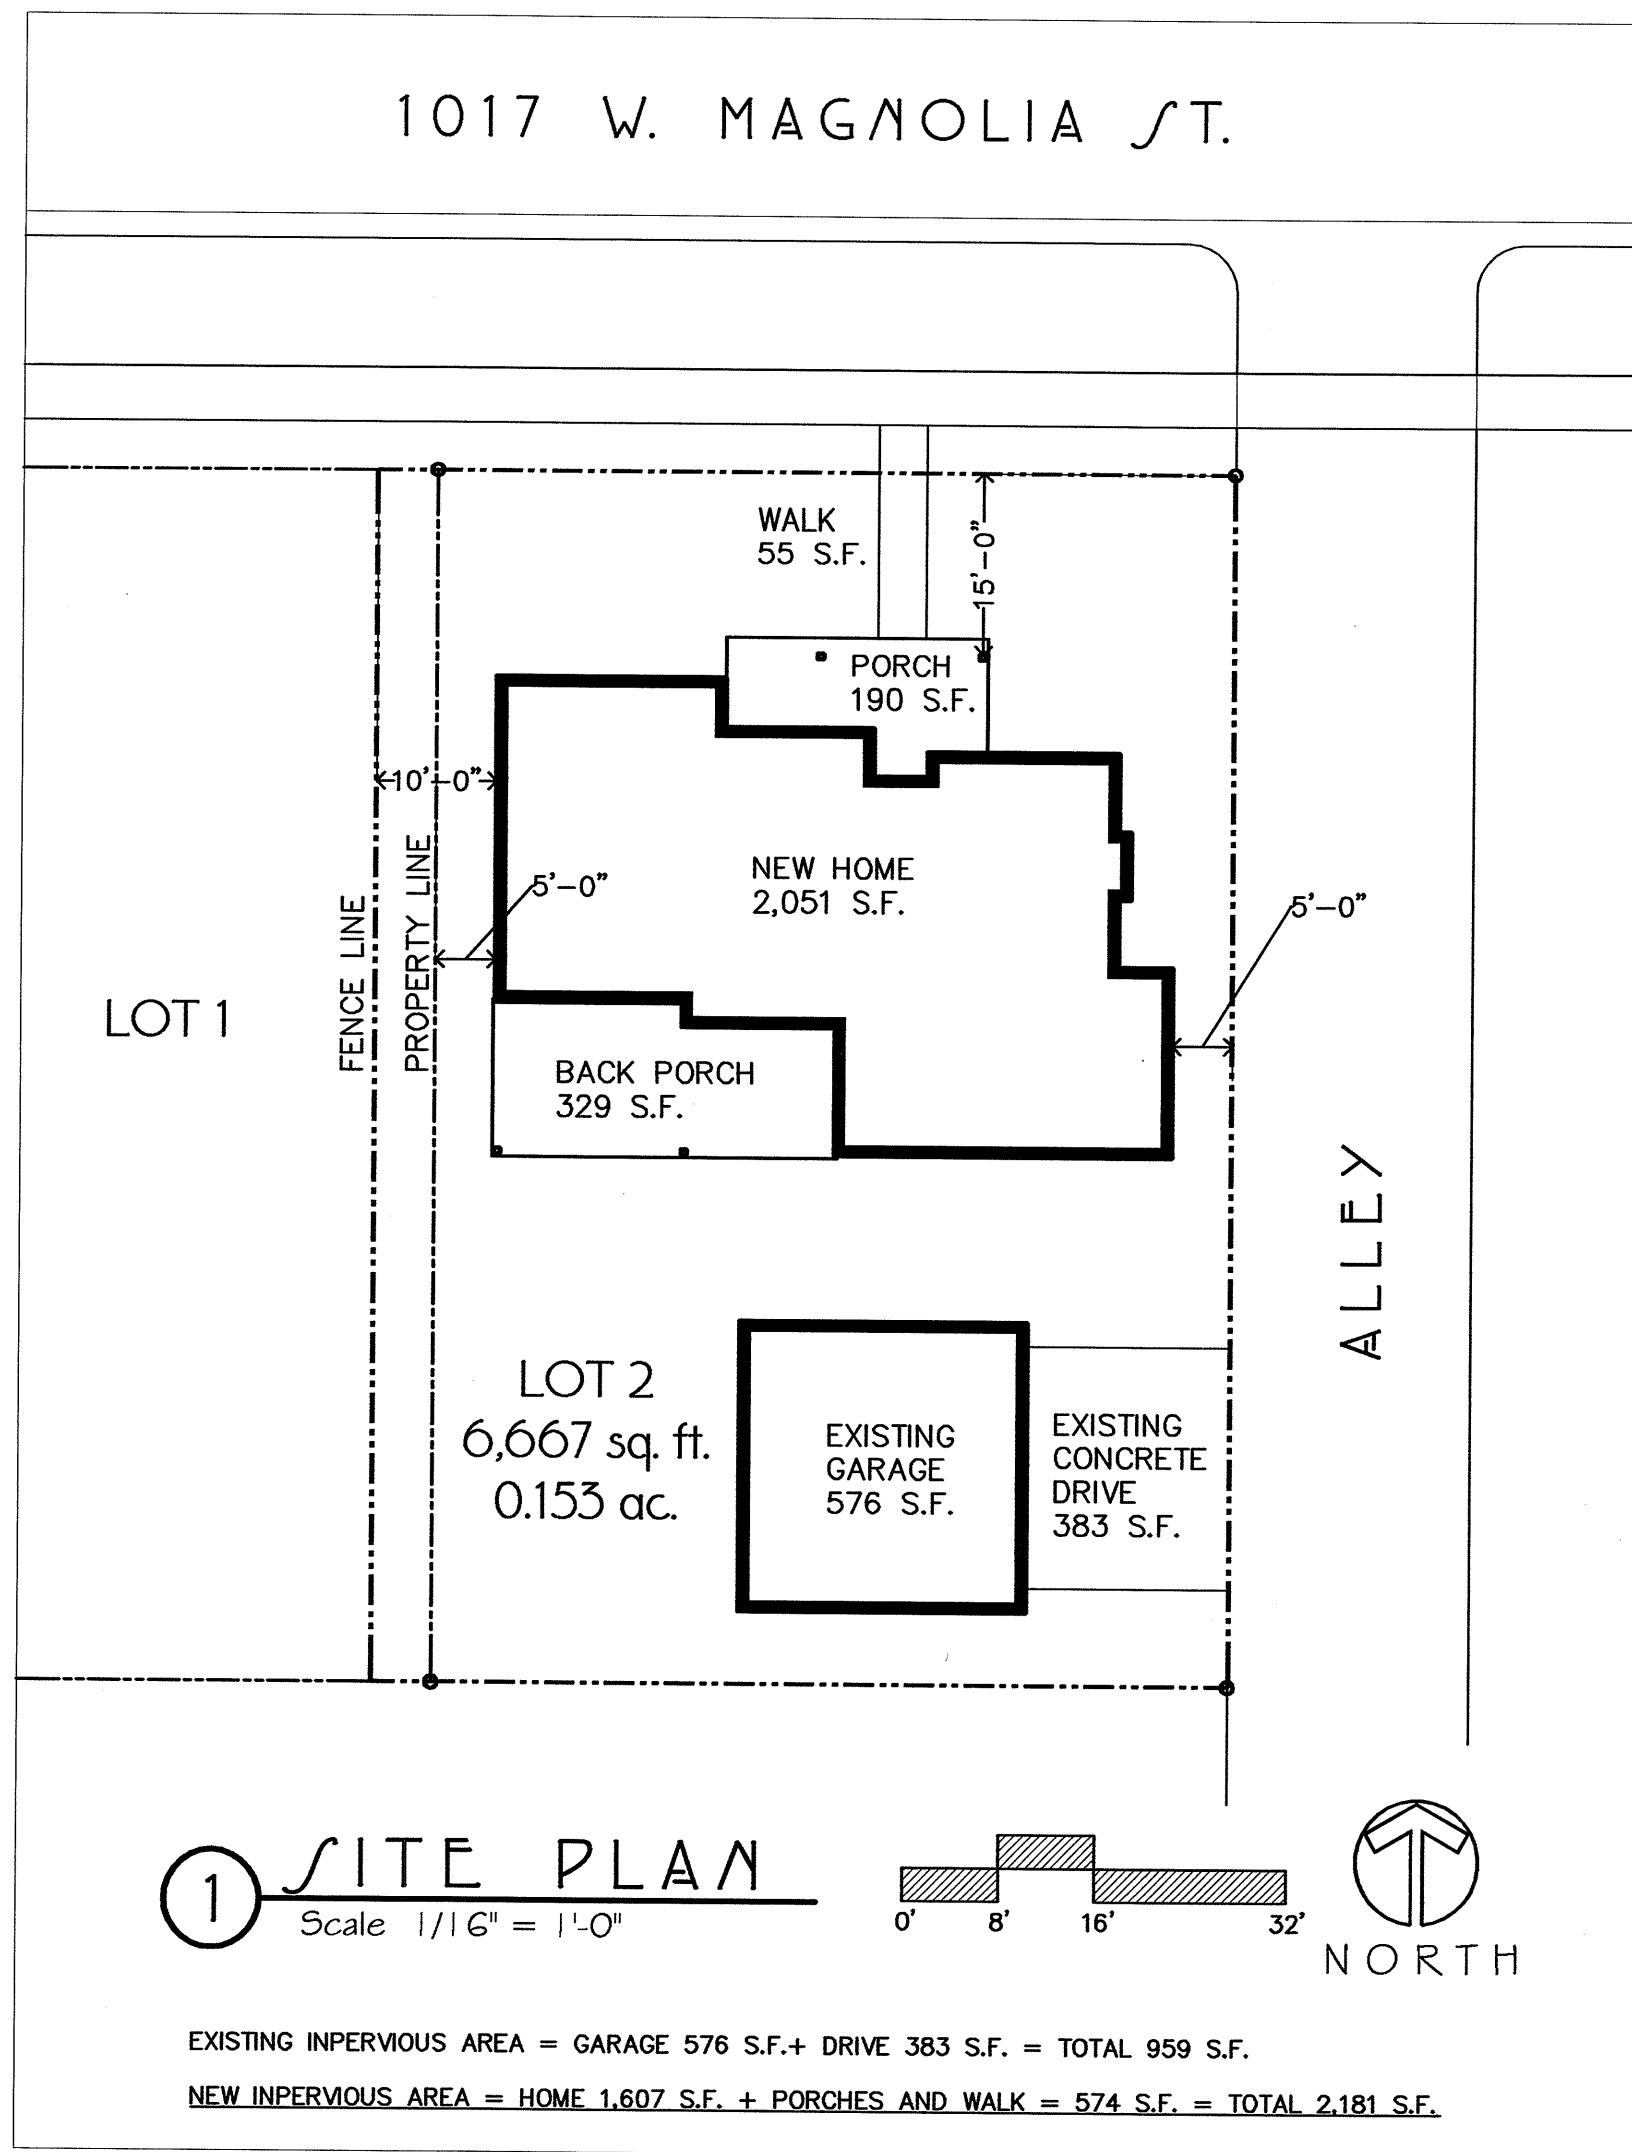 1017 W. MAGNOLIA ST.
WALK
55 S.F.
15'-0"
PORCH
190 S.F.
10'-0"
NEW HOME
2,051 S.F.
5'-0"
5'-0"
FENCE LINE
PROPERTY LINE
LOT 1
BACK PORCH
329 S.F.
ALLEY
LOT 2
6,667 sq. ft.
0.153 ac.
EXISTING
GARAGE
576 S.F.
EXISTING
CONCRETE
DRIVE
383 S.F.
1 SITE PLAN
Scale 1/16" = 1'-0"
0' 8' 16' 32'
NORTH
EXISTING INPERVIOUS AREA = GARAGE 576 S.F.+ DRIVE 383 S.F. = TOTAL 959 S.F.
NEW INPERVIOUS AREA = HOME 1,607 S.F. + PORCHES AND WALK = 574 S.F. = TOTAL 2,181 S.F.